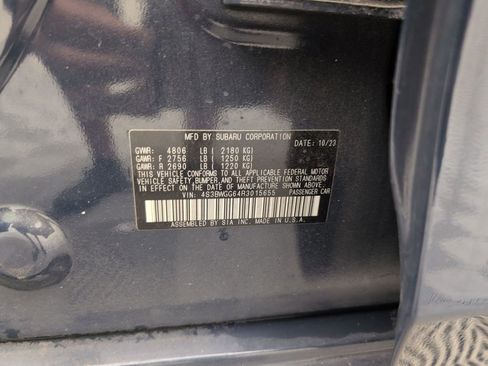 MFD BY: SUBARU CORPORATION
DATE: 10/23
GVWR: 4806 LB ( 2180 KG)
GAWR: F 2756 LB ( 1250 KG)
GAWR: R 2690 LB ( 1220 KG)
THIS VEHICLE CONFORMS TO ALL APPLICABLE FEDERAL MOTOR
VEHICLE SAFETY, BUMPER, AND THEFT PREVENTION STANDARDS
IN EFFECT ON THE DATE OF MANUFACTURE SHOWN ABOVE.
VIN: 4S3BWGG64R3015655 PASSENGER CAR
ASSEMBLED BY SIA INC. MADE IN U.S.A.